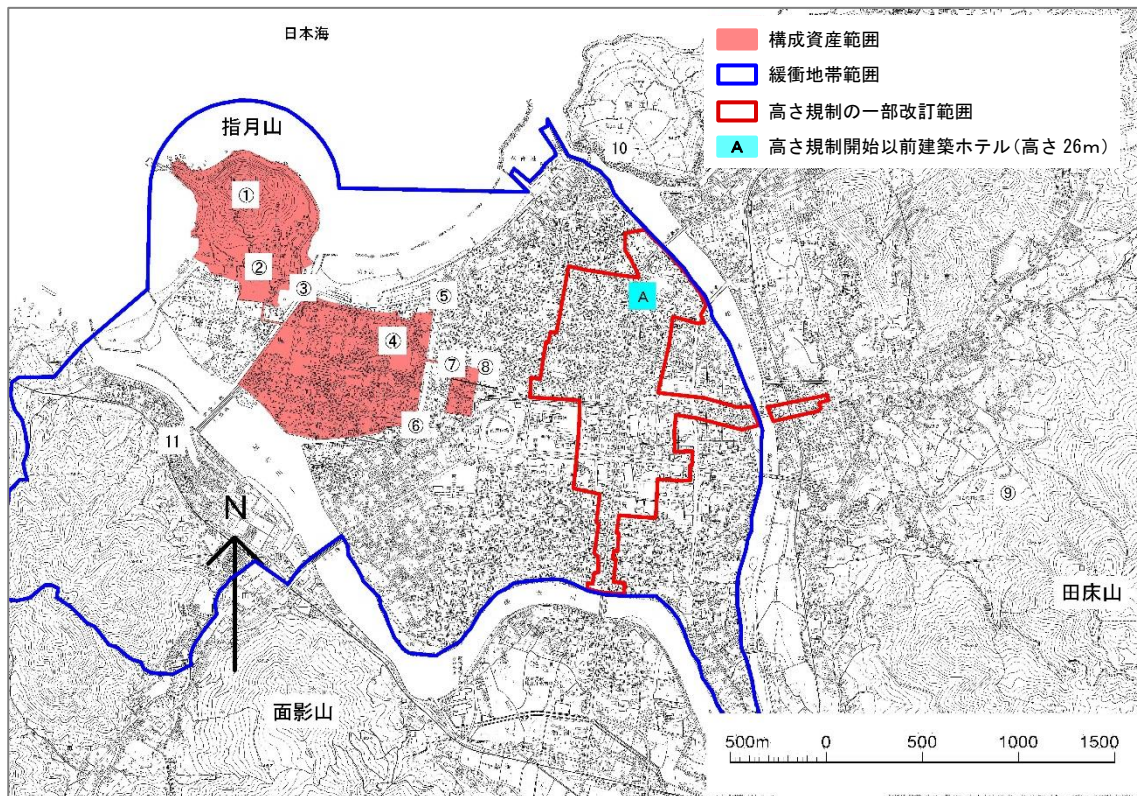 日本海
構成資産範囲
緩衝地帯範囲
高さ規制の一部改訂範囲
A 高さ規制開始以前建築ホテル（高さ 26m）
指月山
10
①
②
③
⑤
A
④
⑦
⑧
⑥
11
N
⑨
田床山
面影山
500m 0 500 1000 1500